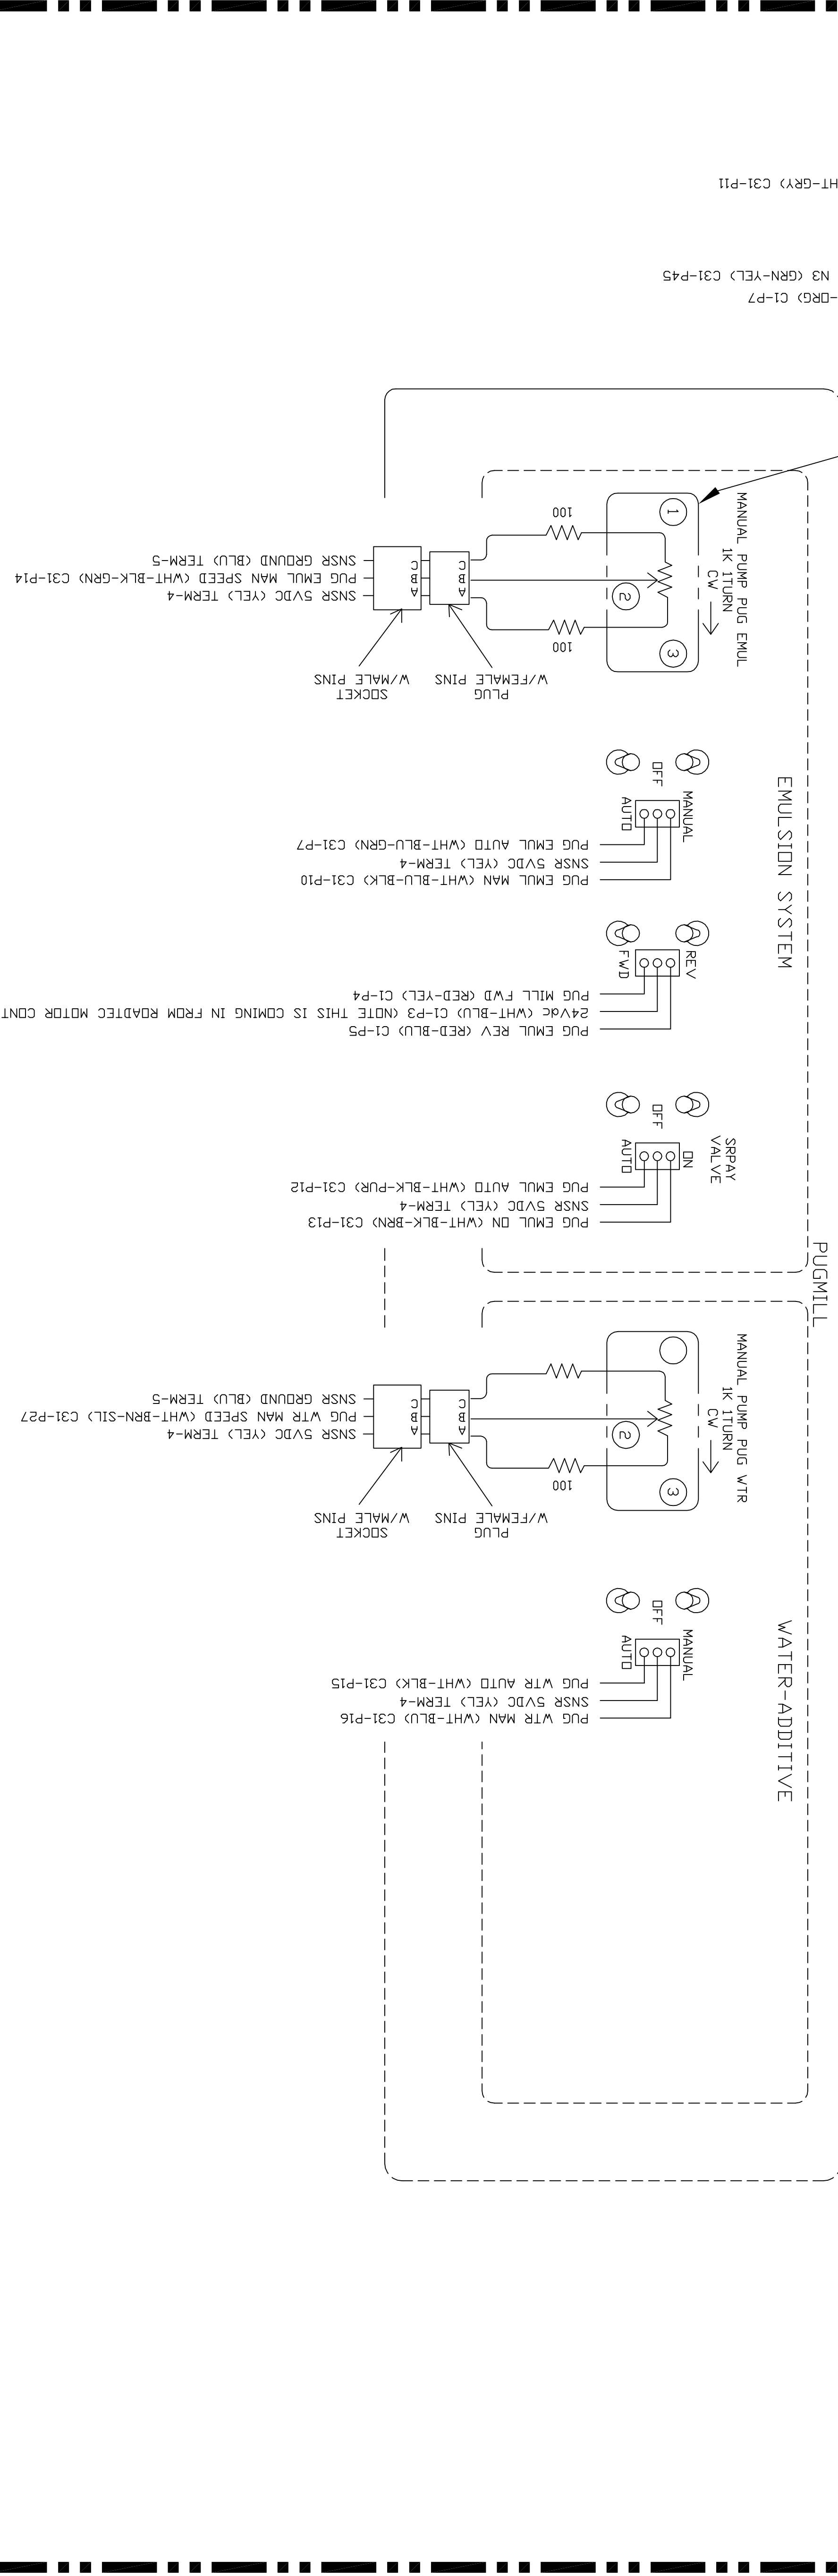 HT-GRY) C31-P11
N3 (GRN-YEL) C31-P45
-ORG) C1-P7
PUGMILL
EMULSION SYSTEM
MANUAL PUMP PUG EMUL
1K 1TURN
CW
1
2
3
100
100
C
B
A
C
B
A
SNSR GROUND (BLU) TERM-5
PUG EMUL MAN SPEED (WHT-BLK-GRN) C31-P14
SNSR 5VDC (YEL) TERM-4
SOCKET
W/MALE PINS
PLUG
W/FEMALE PINS
OFF
MANUAL
AUTO
PUG EMUL AUTO (WHT-BLU-GRN) C31-P7
SNSR 5VDC (YEL) TERM-4
PUG EMUL MAN (WHT-BLU-BLK) C31-P10
REV
FWD
PUG MILL FWD (RED-YEL) C1-P4
24Vdc (WHT-BLU) C1-P3 (NOTE THIS IS COMING IN FROM ROADTEC MOTOR CONT
PUG EMUL REV (RED-BLU) C1-P5
SRPAY
VALVE
OFF
ON
AUTO
PUG EMUL AUTO (WHT-BLK-PUR) C31-P12
SNSR 5VDC (YEL) TERM-4
PUG EMUL ON (WHT-BLK-BRN) C31-P13
WATER-ADDITIVE
MANUAL PUMP PUG WTR
1K 1TURN
CW
2
3
100
C
B
A
C
B
A
SNSR GROUND (BLU) TERM-5
PUG WTR MAN SPEED (WHT-BRN-SIL) C31-P27
SNSR 5VDC (YEL) TERM-4
SOCKET
W/MALE PINS
PLUG
W/FEMALE PINS
OFF
MANUAL
AUTO
PUG WTR AUTO (WHT-BLK) C31-P15
SNSR 5VDC (YEL) TERM-4
PUG WTR MAN (WHT-BLU) C31-P16